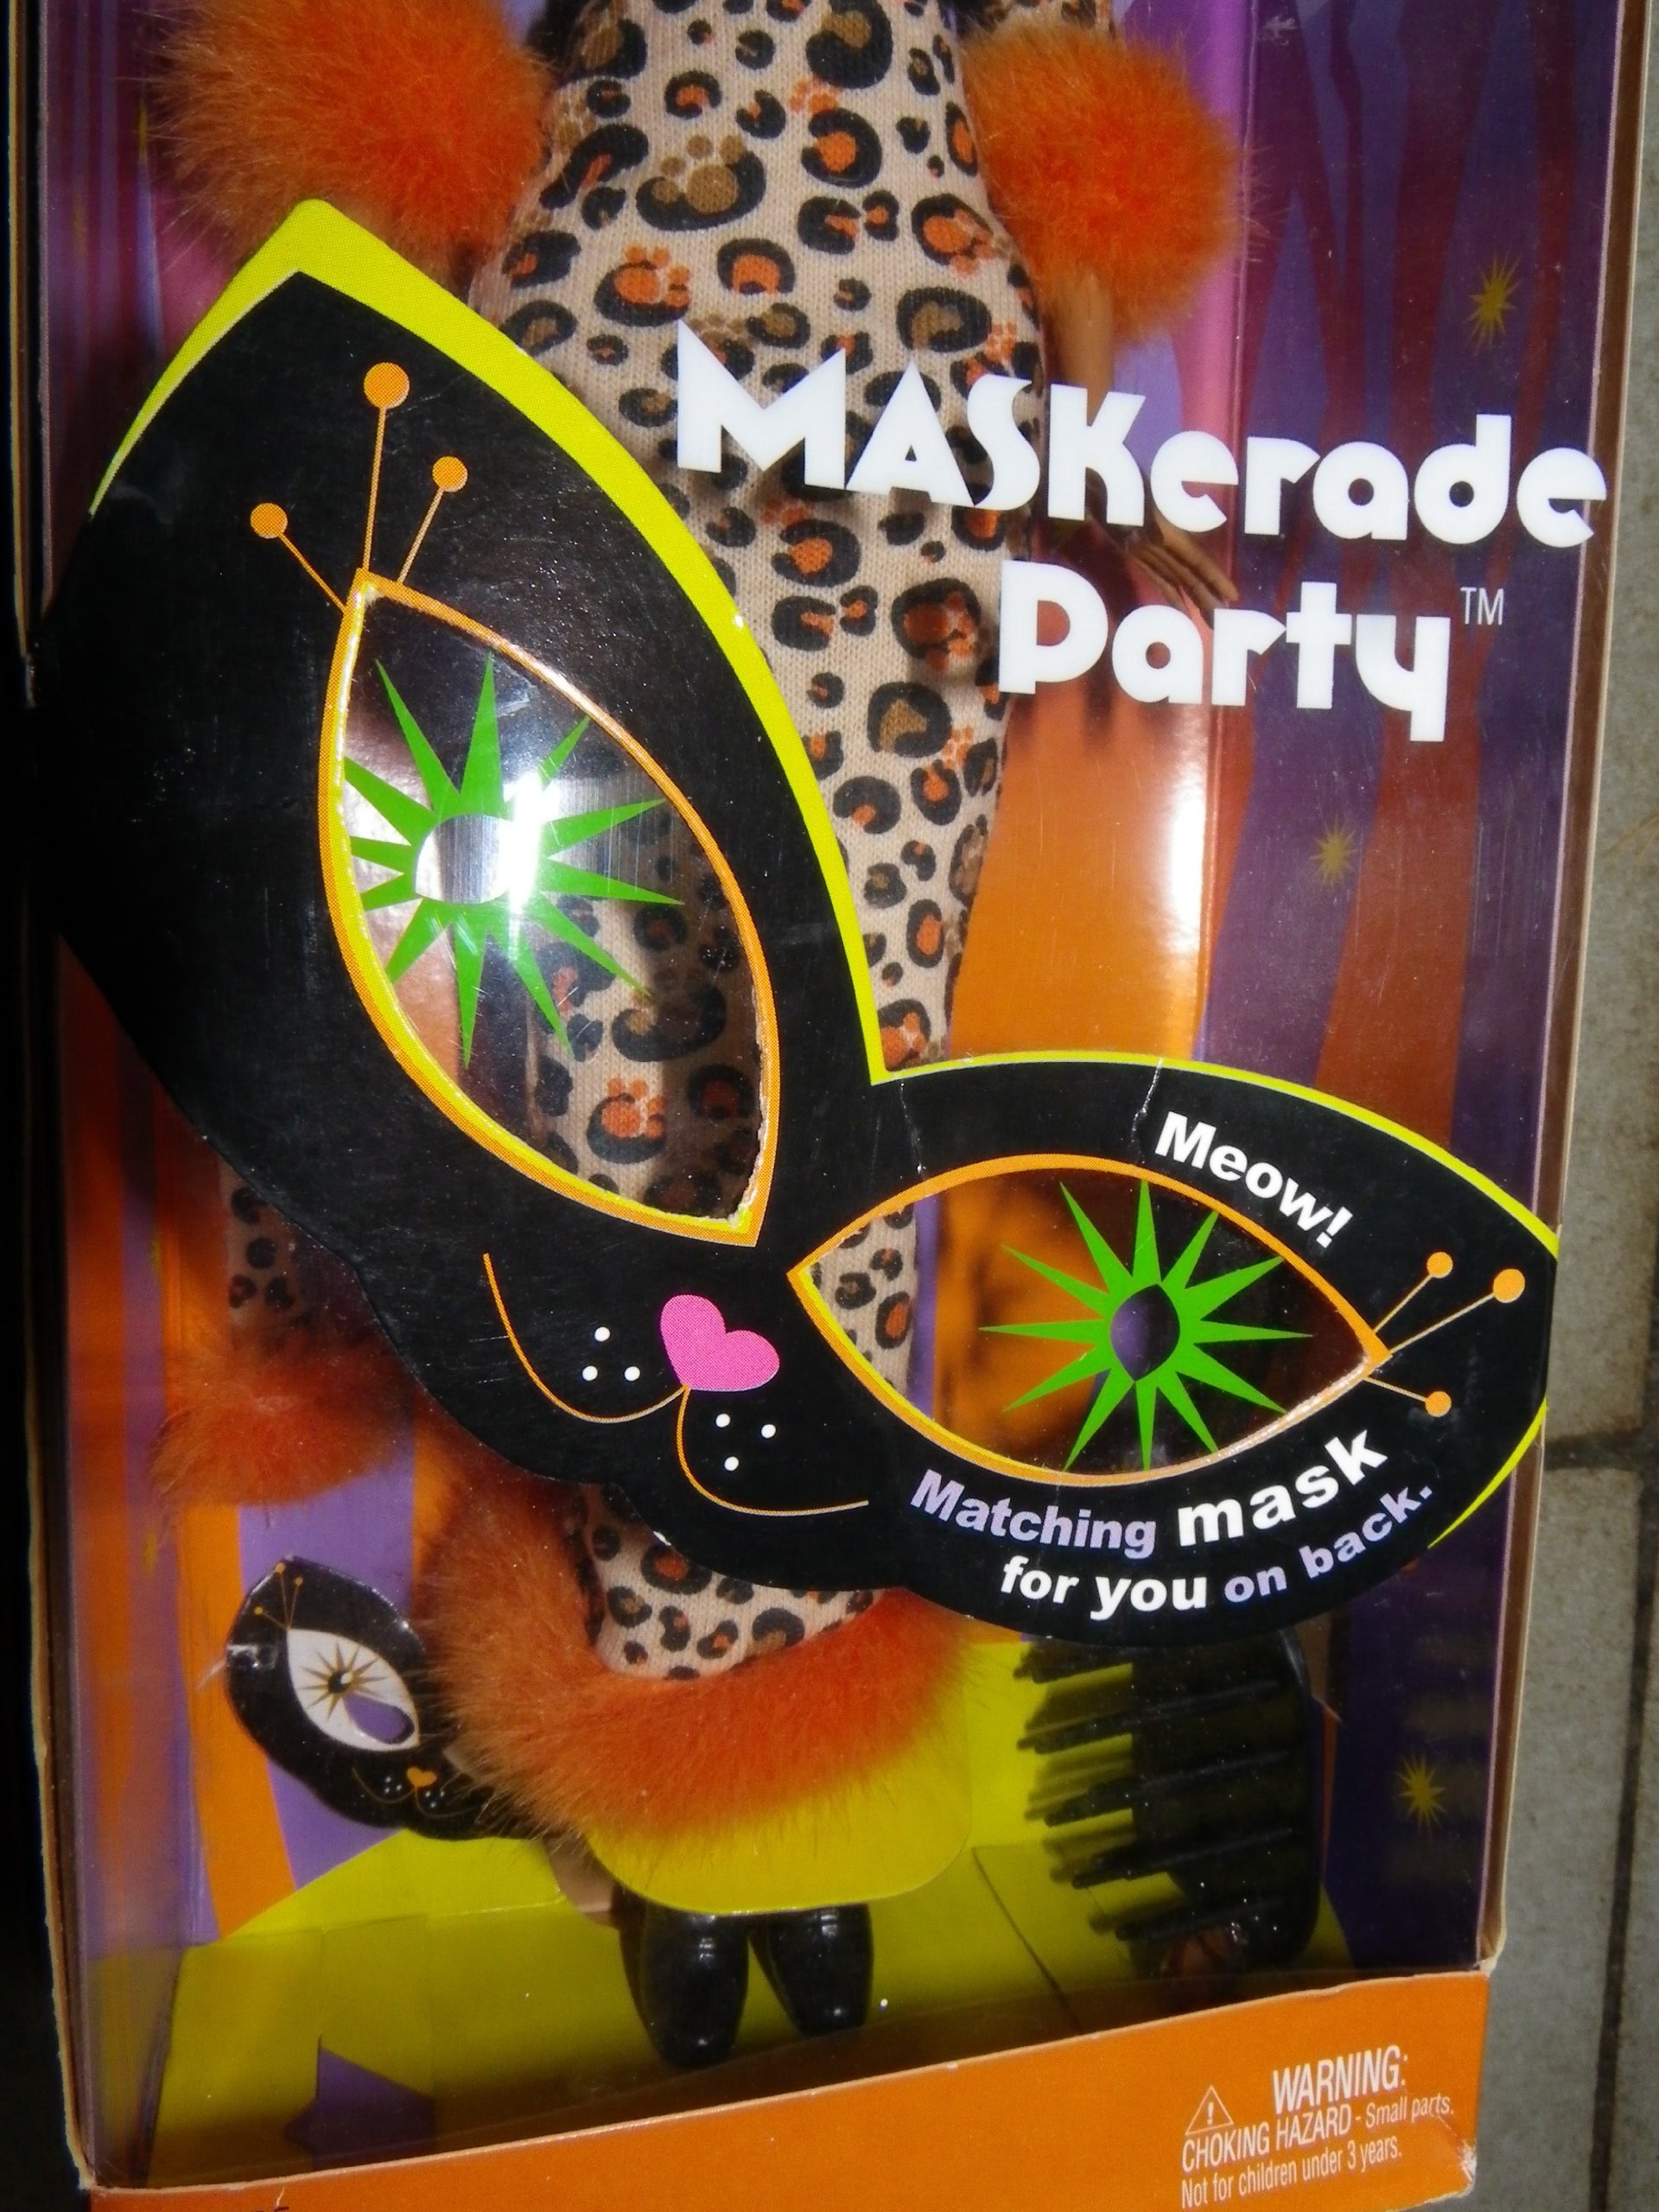 MASKerade
Party™
Meow!
Matching mask
for you on back.
WARNING:
CHOKING HAZARD - Small parts.
Not for children under 3 years.